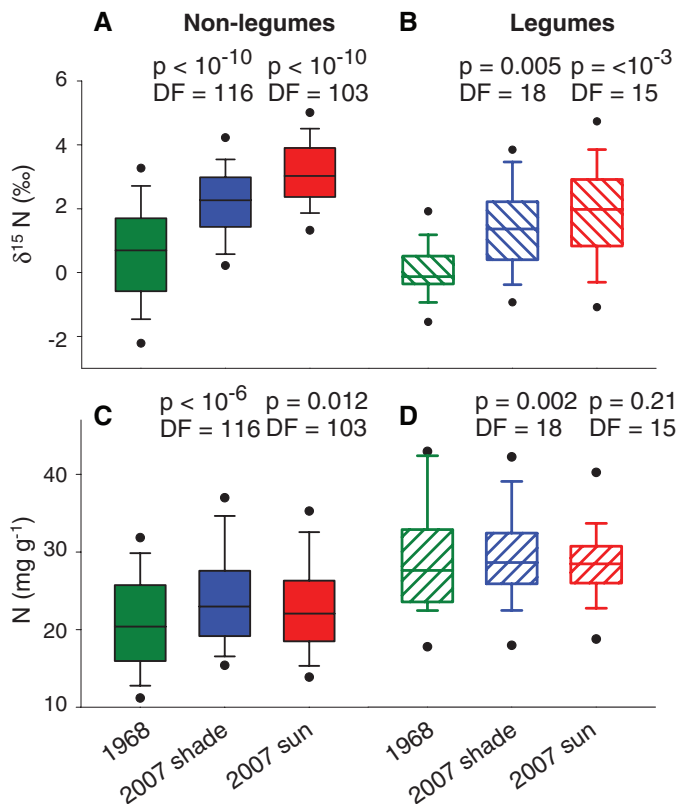 A Non-legumes B Legumes
p < 10⁻¹⁰ p < 10⁻¹⁰ p = 0.005 p = <10⁻³
DF = 116 DF = 103 DF = 18 DF = 15
6
4
2
0
-2
δ¹⁵ N (‰)
C D
p < 10⁻⁶ p = 0.012 p = 0.002 p = 0.21
DF = 116 DF = 103 DF = 18 DF = 15
40
30
20
10
N (mg g⁻¹)
1968 2007 shade 2007 sun 1968 2007 shade 2007 sun